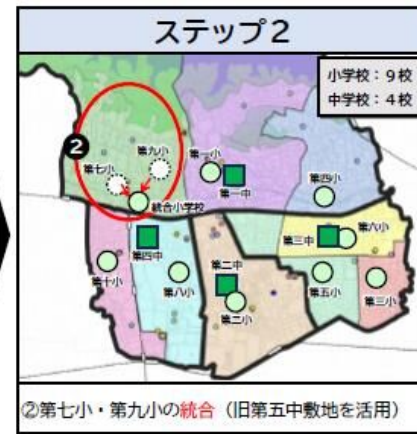 ステップ2
小学校：9校
中学校：4校
②
第七小
第九小
統合小学校
第一小
第一中
第四小
第四中
第十小
第八小
第二中
第二小
第三中
第六小
第五小
第三小
②第七小・第九小の統合（旧第五中敷地を活用）